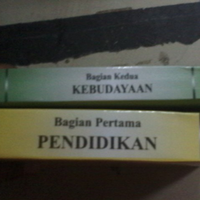 Bagian Kedua
KEBUDAYAAN
Bagian Pertama
PENDIDIKAN